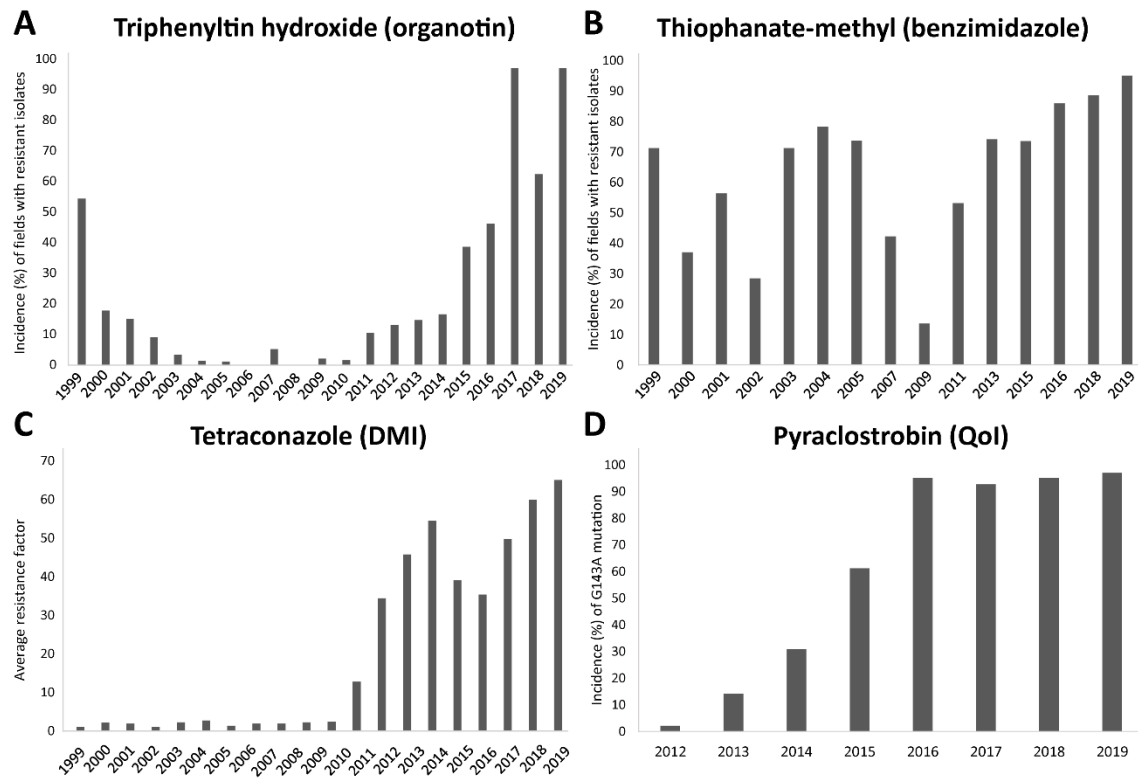 A
Triphenyltin hydroxide (organotin)
Incidence (%) of fields with resistant isolates
100
90
80
70
60
50
40
30
20
10
0
1999 2000 2001 2002 2003 2004 2005 2006 2007 2008 2009 2010 2011 2012 2013 2014 2015 2016 2017 2018 2019
B
Thiophanate-methyl (benzimidazole)
Incidence (%) of fields with resistant isolates
100
90
80
70
60
50
40
30
20
10
0
1999 2000 2001 2002 2003 2004 2005 2007 2009 2011 2013 2015 2016 2018 2019
C
Tetraconazole (DMI)
Average resistance factor
70
60
50
40
30
20
10
0
1999 2000 2001 2002 2003 2004 2005 2006 2007 2008 2009 2010 2011 2012 2013 2014 2015 2016 2017 2018 2019
D
Pyraclostrobin (QoI)
Incidence (%) of G143A mutation
100
90
80
70
60
50
40
30
20
10
0
2012 2013 2014 2015 2016 2017 2018 2019